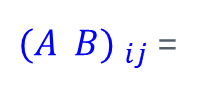 (A B) ij =